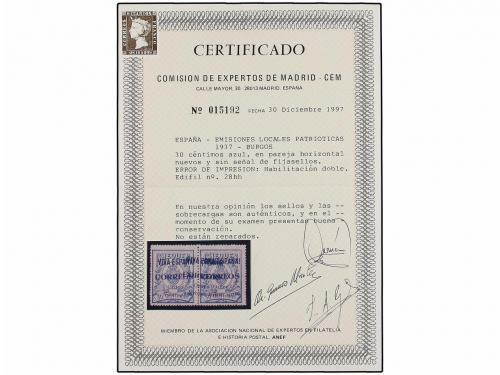 CERTIFICADO
COMISION DE EXPERTOS DE MADRID - CEM
CALLE MAYOR, 30 28013 MADRID. ESPAÑA
Nº 015192 FECHA 30 Diciembre 1997
ESPAÑA - EMISIONES LOCALES PATRIOTICAS
1937 - BURGOS
30 céntimos azul, en pareja horizontal
nuevos y sin señal de fijasellos.
ERROR DE IMPRESION: Habilitación doble.
Edifil nº. 28hh
En nuestra opinión los sellos y las --
sobrecargas son auténticos, y en el --
momento de su examen presentaban buena
conservación.
No están reparados.
CORREOS
MIEMBRO DE LA ASOCIACION NACIONAL DE EXPERTOS EN FILATELIA
E HISTORIA POSTAL. ANEF